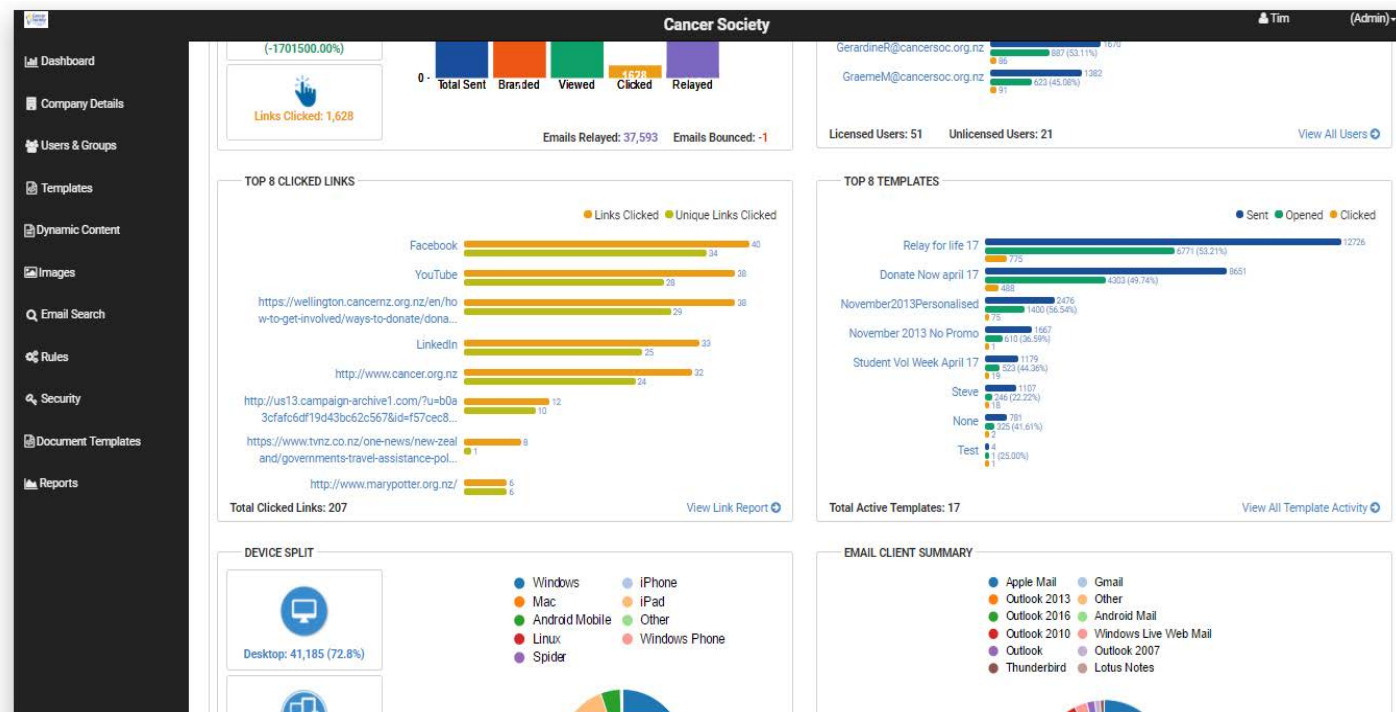 Cancer Society
Tim (Admin)
Dashboard
Company Details
Users & Groups
Templates
Dynamic Content
Images
Email Search
Rules
Security
Document Templates
Reports
(-1701500.00%)
Links Clicked: 1,628
0 -
1628
Total Sent Branded Viewed Clicked Relayed
Emails Relayed: 37,593 Emails Bounced: -1
GerardineR@cancersoc.org.nz
1670
887 (53.11%)
86
GraemeM@cancersoc.org.nz
1382
623 (45.08%)
91
Licensed Users: 51 Unlicensed Users: 21 View All Users
TOP 8 CLICKED LINKS
Links Clicked Unique Links Clicked
Facebook 40
34
YouTube 38
28
https://wellington.cancernz.org.nz/en/ho 38
w-to-get-involved/ways-to-donate/dona... 29
LinkedIn 33
25
http://www.cancer.org.nz 32
24
http://us13.campaign-archive1.com/?u=b0a 12
3cfafc6df19d43bc62c567&id=f57cec8... 10
https://www.tvnz.co.nz/one-news/new-zeal 8
and/governments-travel-assistance-pol... 1
http://www.marypotter.org.nz/ 6
6
Total Clicked Links: 207 View Link Report
TOP 8 TEMPLATES
Sent Opened Clicked
Relay for life 17 12726
6771 (53.21%)
775
Donate Now april 17 8651
4303 (49.74%)
488
November2013Personalised 2476
1400 (56.54%)
75
November 2013 No Promo 1667
610 (36.59%)
1
Student Vol Week April 17 1179
523 (44.36%)
19
Steve 1107
246 (22.22%)
18
None 781
325 (41.61%)
2
Test 4
1 (25.00%)
1
Total Active Templates: 17 View All Template Activity
DEVICE SPLIT
Desktop: 41,185 (72.8%)
Windows iPhone
Mac iPad
Android Mobile Other
Linux Windows Phone
Spider
EMAIL CLIENT SUMMARY
Apple Mail Gmail
Outlook 2013 Other
Outlook 2016 Android Mail
Outlook 2010 Windows Live Web Mail
Outlook Outlook 2007
Thunderbird Lotus Notes